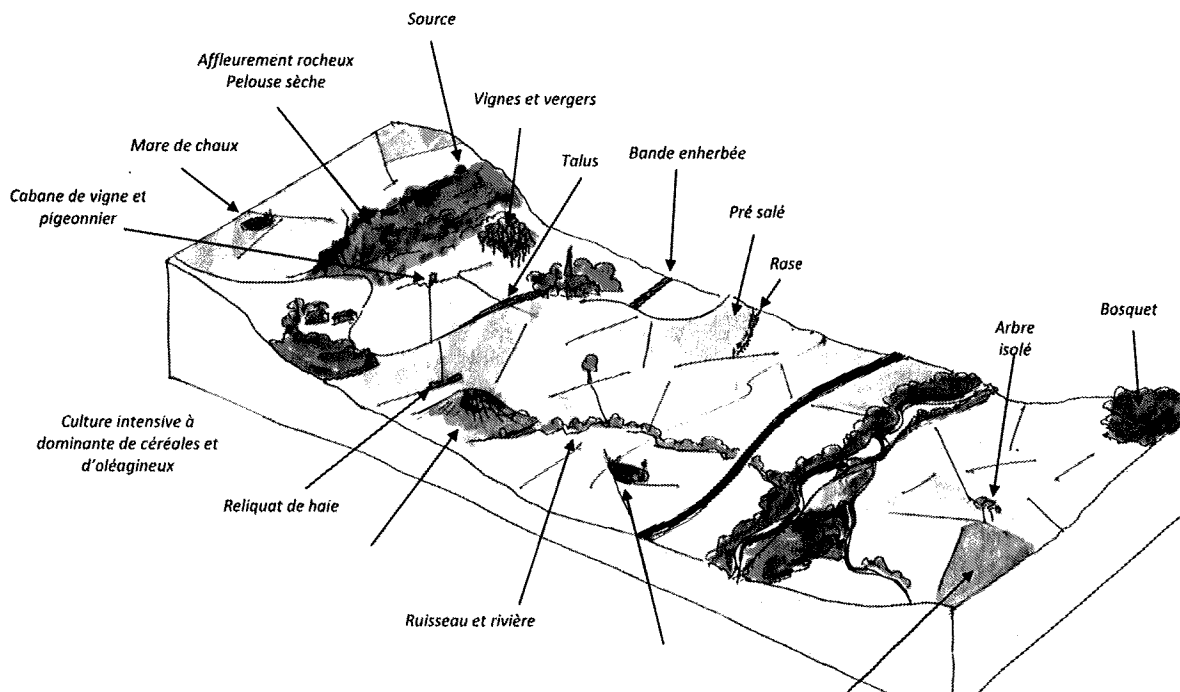 Source
Affleurement rocheux
Pelouse sèche
Vignes et vergers
Mare de chaux
Talus
Bande enherbée
Cabane de vigne et
pigeonnier
Pré salé
Rase
Arbre
isolé
Bosquet
Culture intensive à
dominante de céréales et
d'oléagineux
Reliquat de haie
Ruisseau et rivière